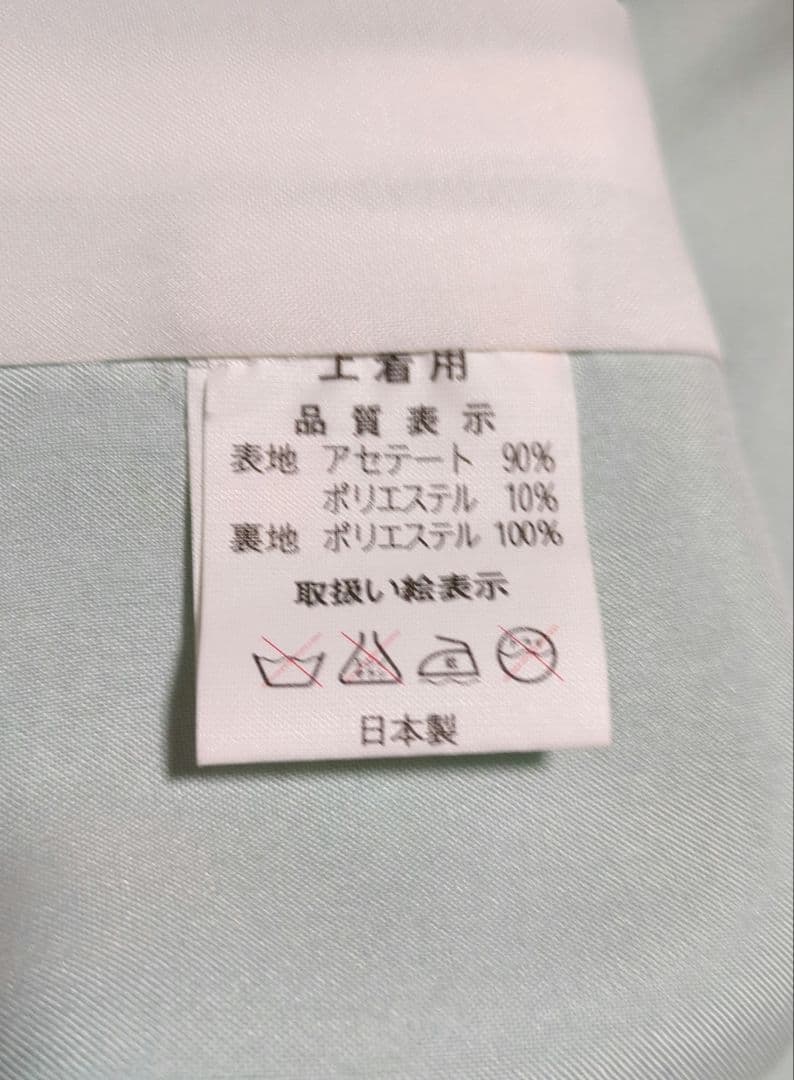 上着用
品質表示
表地 アセテート 90%
ポリエステル 10%
裏地 ポリエステル 100%
取扱い絵表示
日本製